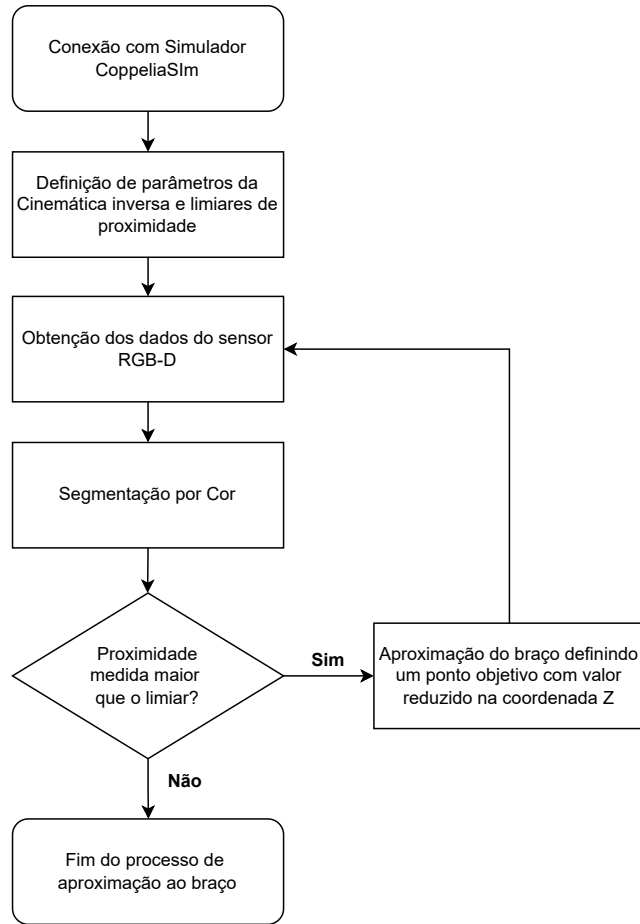 Conexão com Simulador
CoppeliaSIm
Definição de parâmetros da
Cinemática inversa e limiares de
proximidade
Obtenção dos dados do sensor
RGB-D
Segmentação por Cor
Proximidade
medida maior
que o limiar?
Sim
Aproximação do braço definindo
um ponto objetivo com valor
reduzido na coordenada Z
Não
Fim do processo de
aproximação ao braço